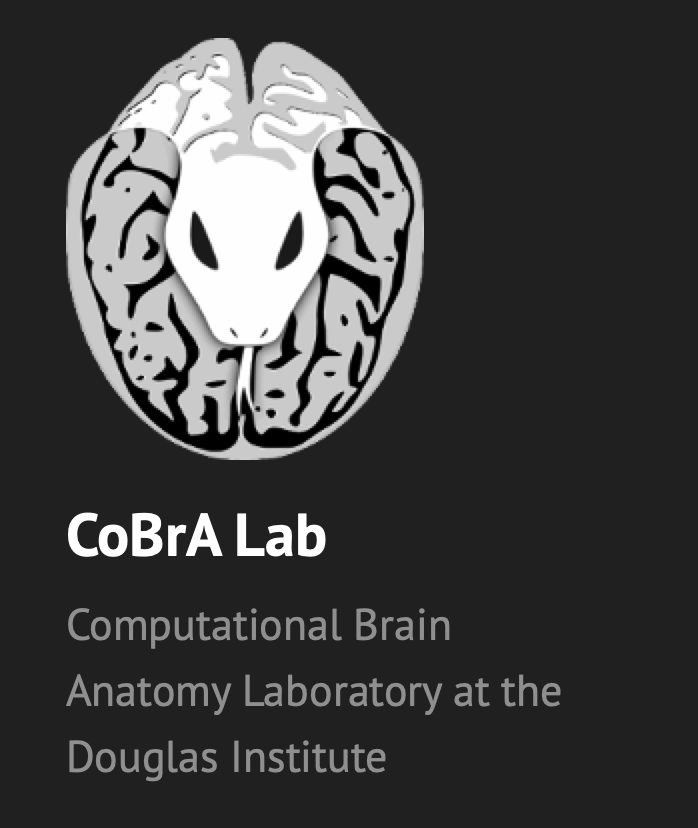 CoBrA Lab
Computational Brain
Anatomy Laboratory at the
Douglas Institute